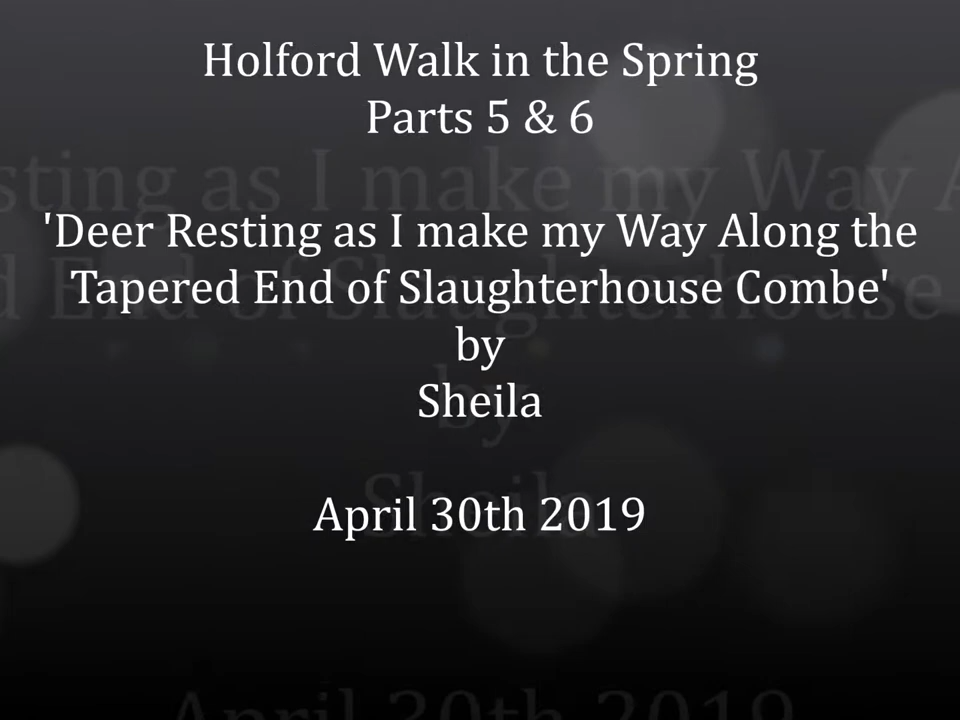 Holford Walk in the Spring
Parts 5 & 6
'Deer Resting as I make my Way Along the
Tapered End of Slaughterhouse Combe'
by
Sheila
April 30th 2019